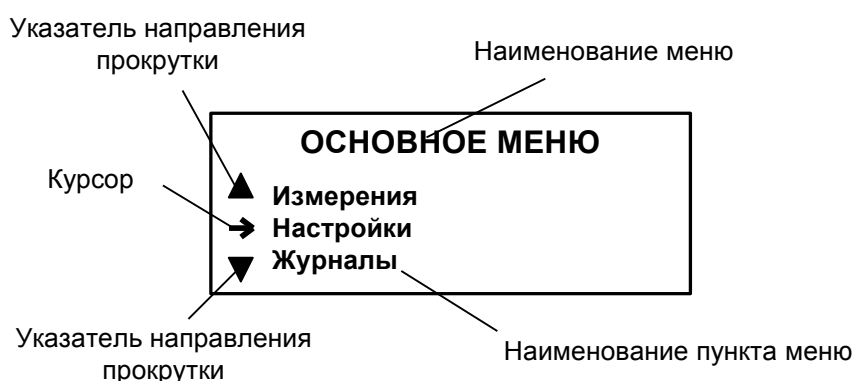 Указатель направления
прокрутки
Наименование меню
ОСНОВНОЕ МЕНЮ
Курсор
Измерения
Настройки
Журналы
Указатель направления
прокрутки
Наименование пункта меню